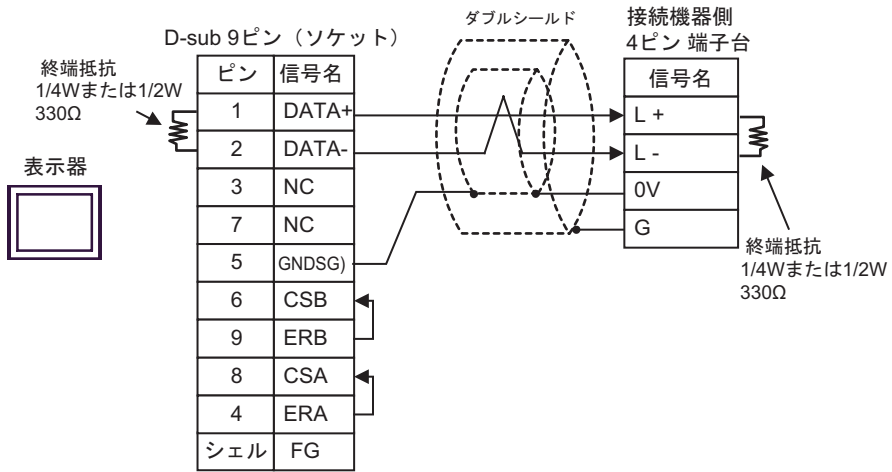 ダブルシールド
接続機器側
4ピン 端子台
D-sub 9ピン（ソケット）
終端抵抗
1/4Wまたは1/2W
330Ω
表示器
ピン 信号名
1 DATA+
2 DATA-
3 NC
7 NC
5 GNDSG)
6 CSB
9 ERB
8 CSA
4 ERA
シェル FG
信号名
L +
L -
0V
G
終端抵抗
1/4Wまたは1/2W
330Ω